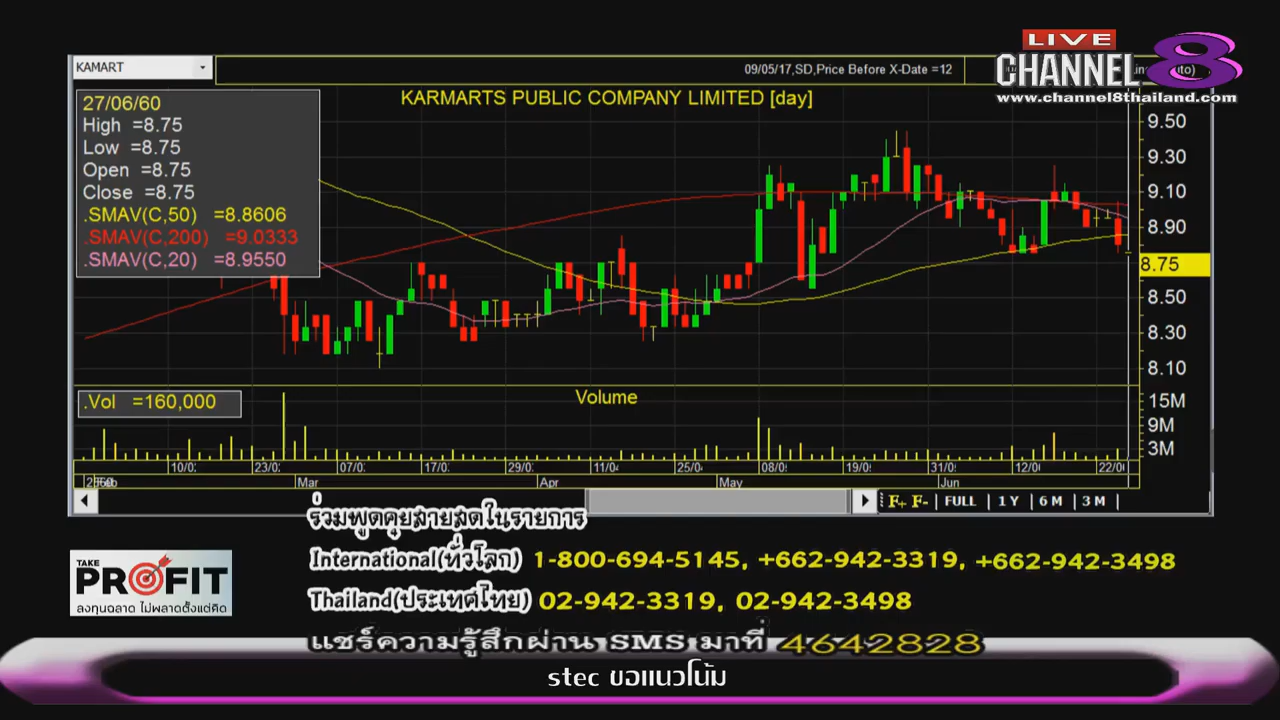 LIVE
CHANNEL 8
www.channel8thailand.com
KAMART
09/05/17,SD,Price Before X-Date =12
27/06/60
High =8.75
Low =8.75
Open =8.75
Close =8.75
.SMAV(C,50) =8.8606
.SMAV(C,200) =9.0333
.SMAV(C,20) =8.9550
KARMARTS PUBLIC COMPANY LIMITED [day]
9.50
9.30
9.10
8.90
8.75
8.50
8.30
8.10
.Vol =160,000
Volume
15M
9M
3M
10/0 23/0 07/0 17/0 29/0 11/04 25/04 08/0 19/0 31/0 12/0 22/0
Mar Apr May Jun
F+ F- | FULL | 1 Y | 6 M | 3 M |
ร่วมพูดคุยสายสดในรายการ
International(ทั่วโลก) 1-800-694-5145, +662-942-3319, +662-942-3498
Thailand(ประเทศไทย) 02-942-3319, 02-942-3498
แชร์ความรู้สึกผ่าน SMS มาที่ 4642828
TAKE
PROFIT
ลงทุนฉลาด ไม่พลาดตั้งแต่คิด
stec ขอแนวโน้ม